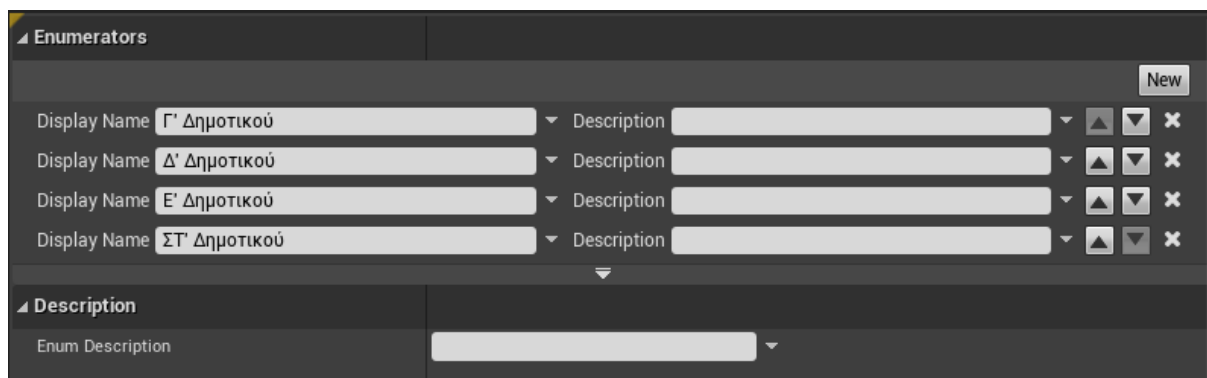 Enumerators
New
Display Name Γ' Δημοτικού Description
Display Name Δ' Δημοτικού Description
Display Name Ε' Δημοτικού Description
Display Name ΣΤ' Δημοτικού Description
Description
Enum Description